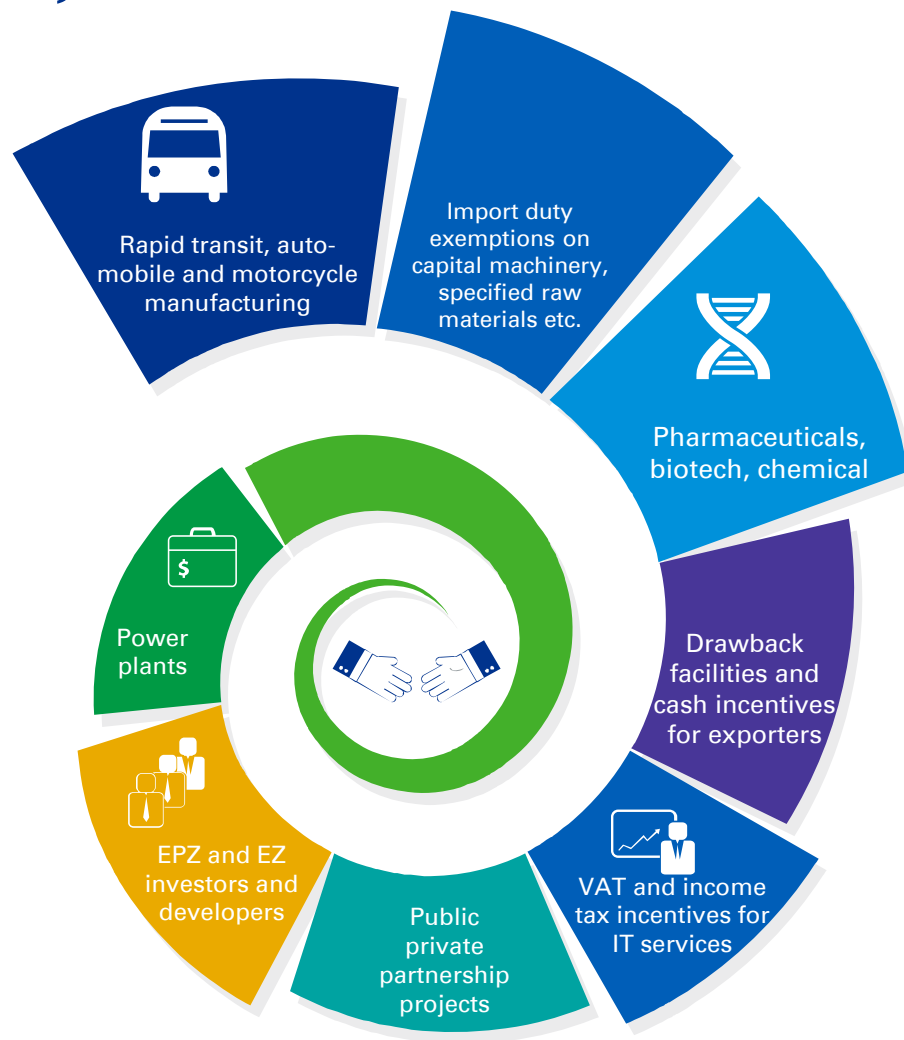 Rapid transit, auto-
mobile and motorcycle
manufacturing
Import duty
exemptions on
capital machinery,
specified raw
materials etc.
Pharmaceuticals,
biotech, chemical
Drawback
facilities and
cash incentives
for exporters
VAT and income
tax incentives for
IT services
Public
private
partnership
projects
EPZ and EZ
investors and
developers
$
Power
plants